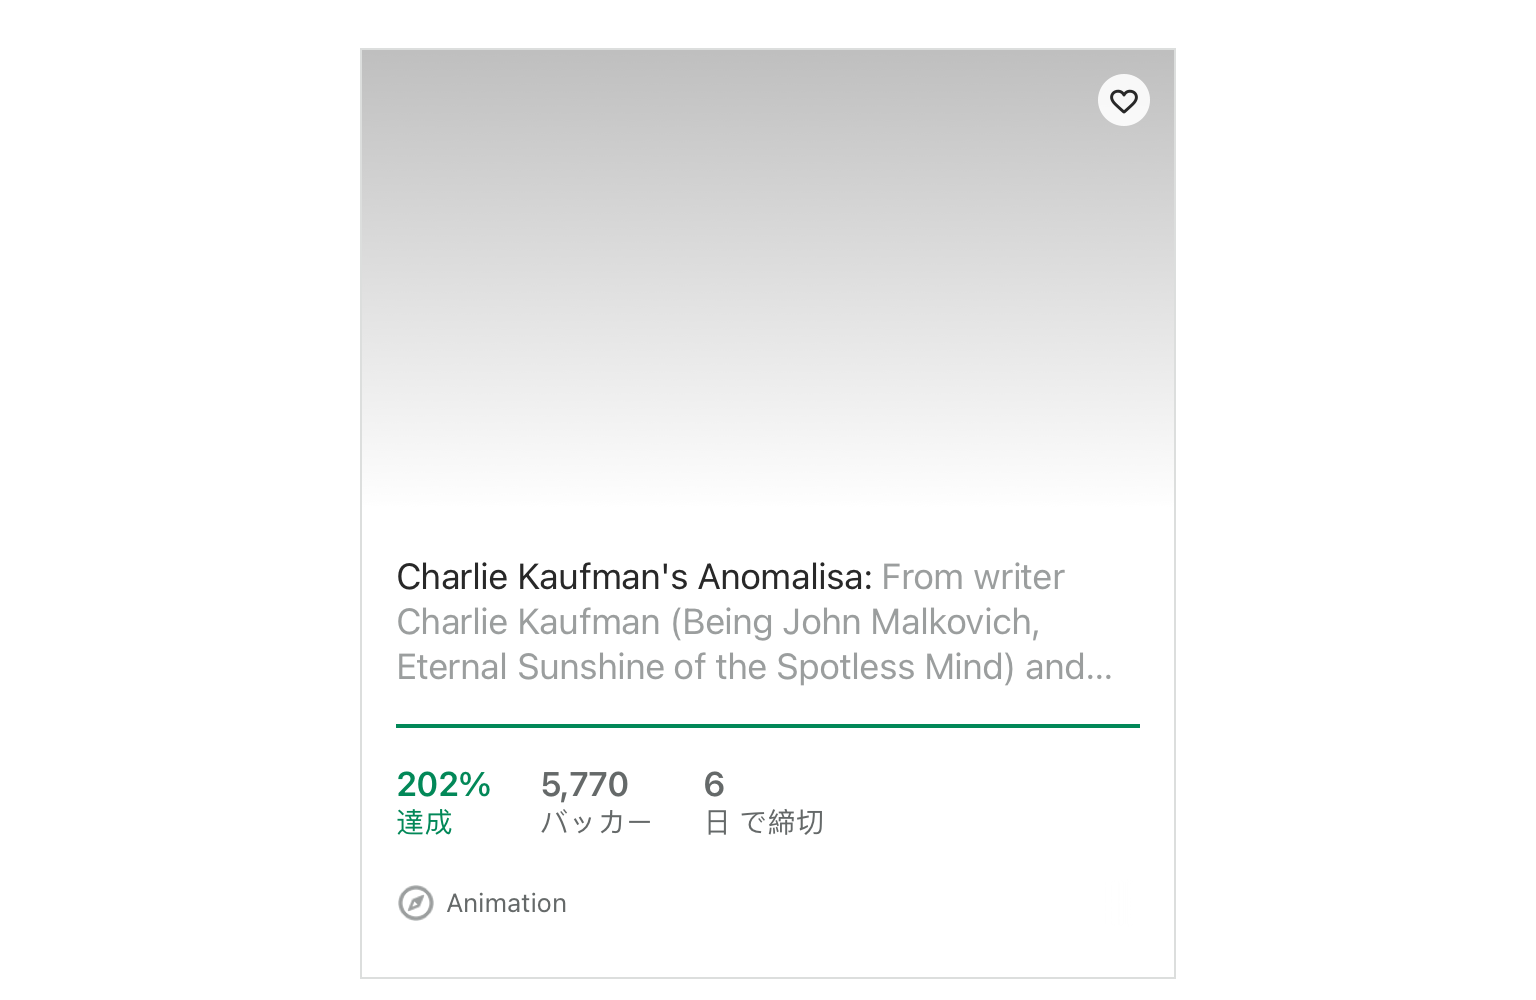 Charlie Kaufman's Anomalisa: From writer
Charlie Kaufman (Being John Malkovich,
Eternal Sunshine of the Spotless Mind) and…
202% 5,770 6
達成 バッカー 日 で締切
Animation